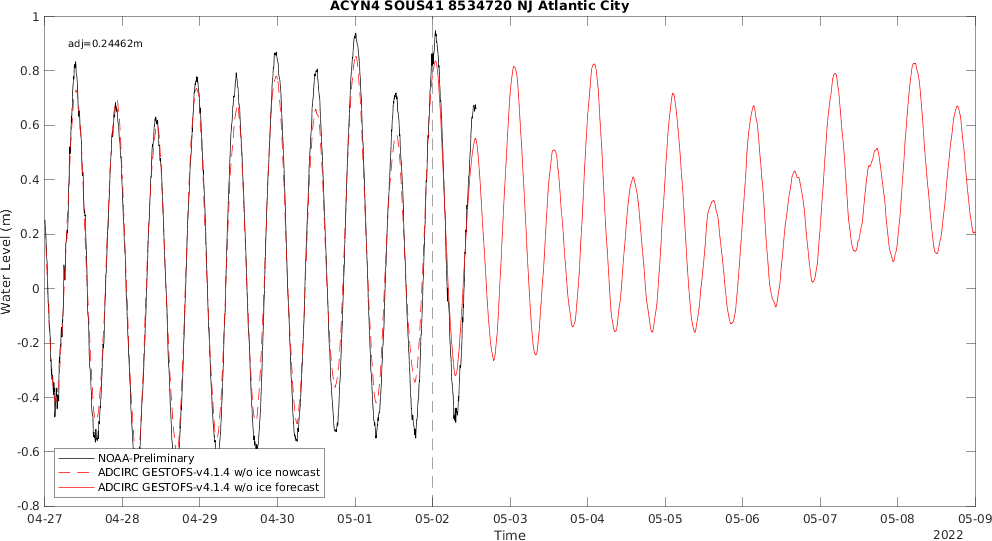 ACYN4 SOUS41 8534720 NJ Atlantic City
adj=0.24462m
1
0.8
0.6
0.4
0.2
0
-0.2
-0.4
-0.6
-0.8
Water Level (m)
NOAA-Preliminary
ADCIRC GESTOFS-v4.1.4 w/o ice nowcast
ADCIRC GESTOFS-v4.1.4 w/o ice forecast
04-27 04-28 04-29 04-30 05-01 05-02 05-03 05-04 05-05 05-06 05-07 05-08 05-09
Time
2022